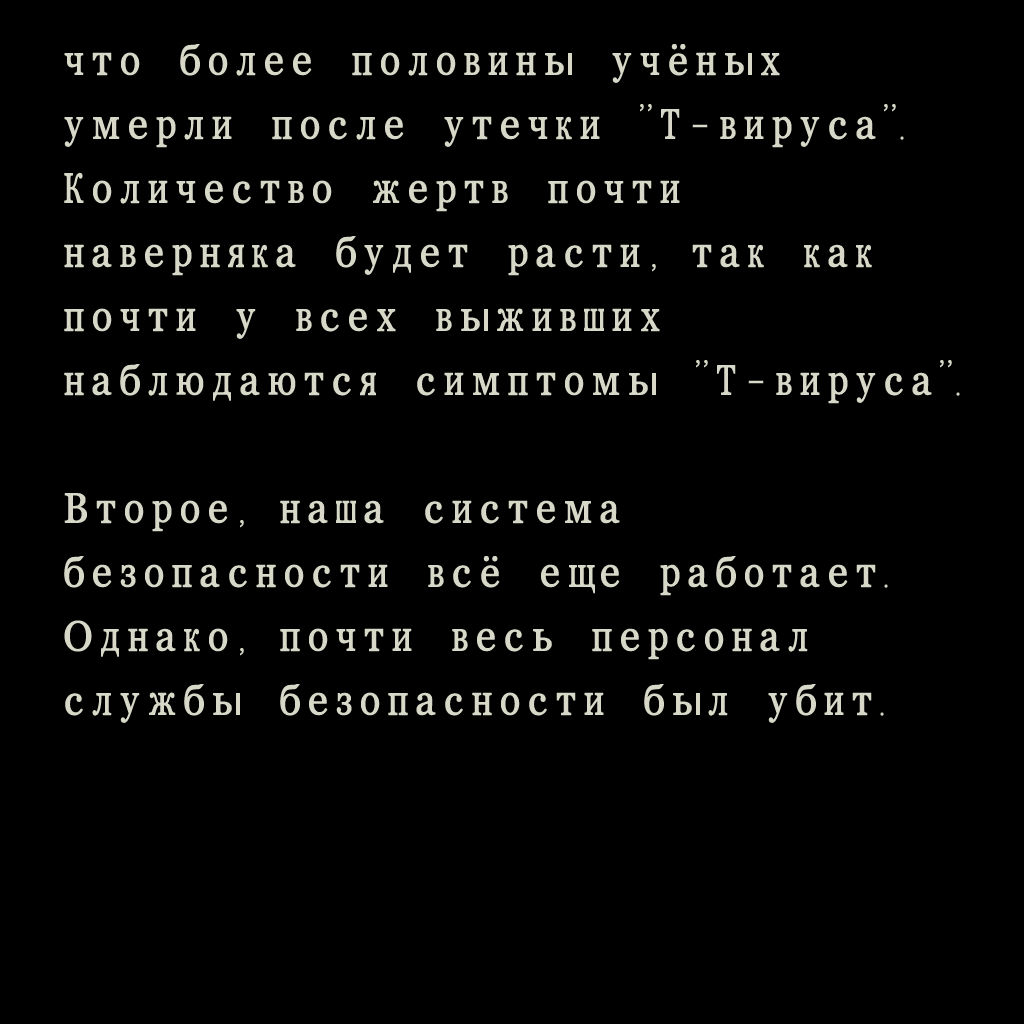 что более половины учёных
умерли после утечки "Т-вируса".
Количество жертв почти
наверняка будет расти, так как
почти у всех выживших
наблюдаются симптомы "Т-вируса".
Второе, наша система
безопасности всё еще работает.
Однако, почти весь персонал
службы безопасности был убит.